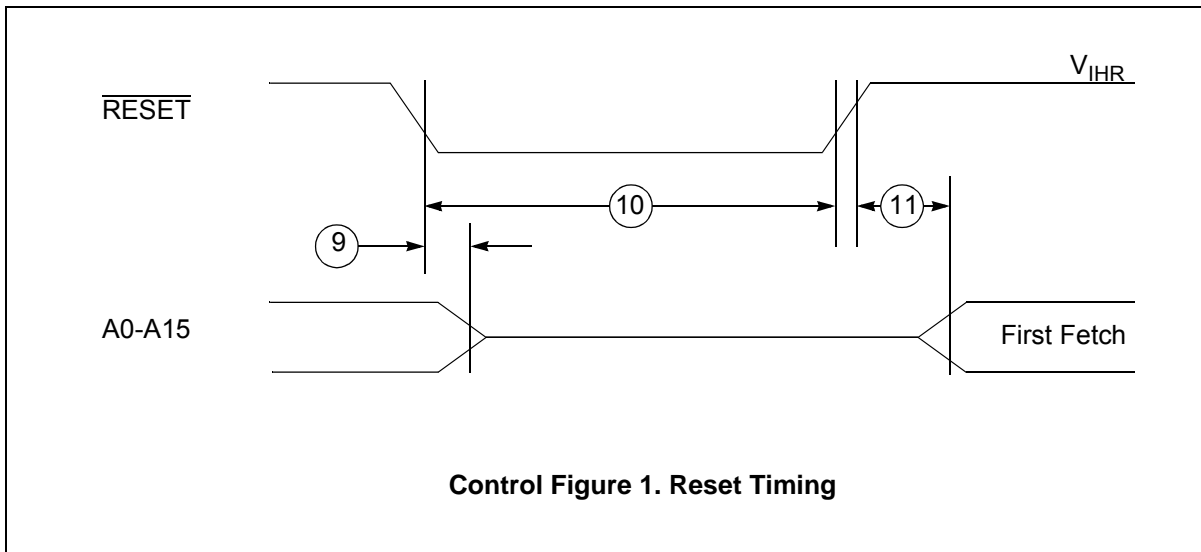 V_IHR
RESET
10
11
9
A0-A15
First Fetch
Control Figure 1. Reset Timing